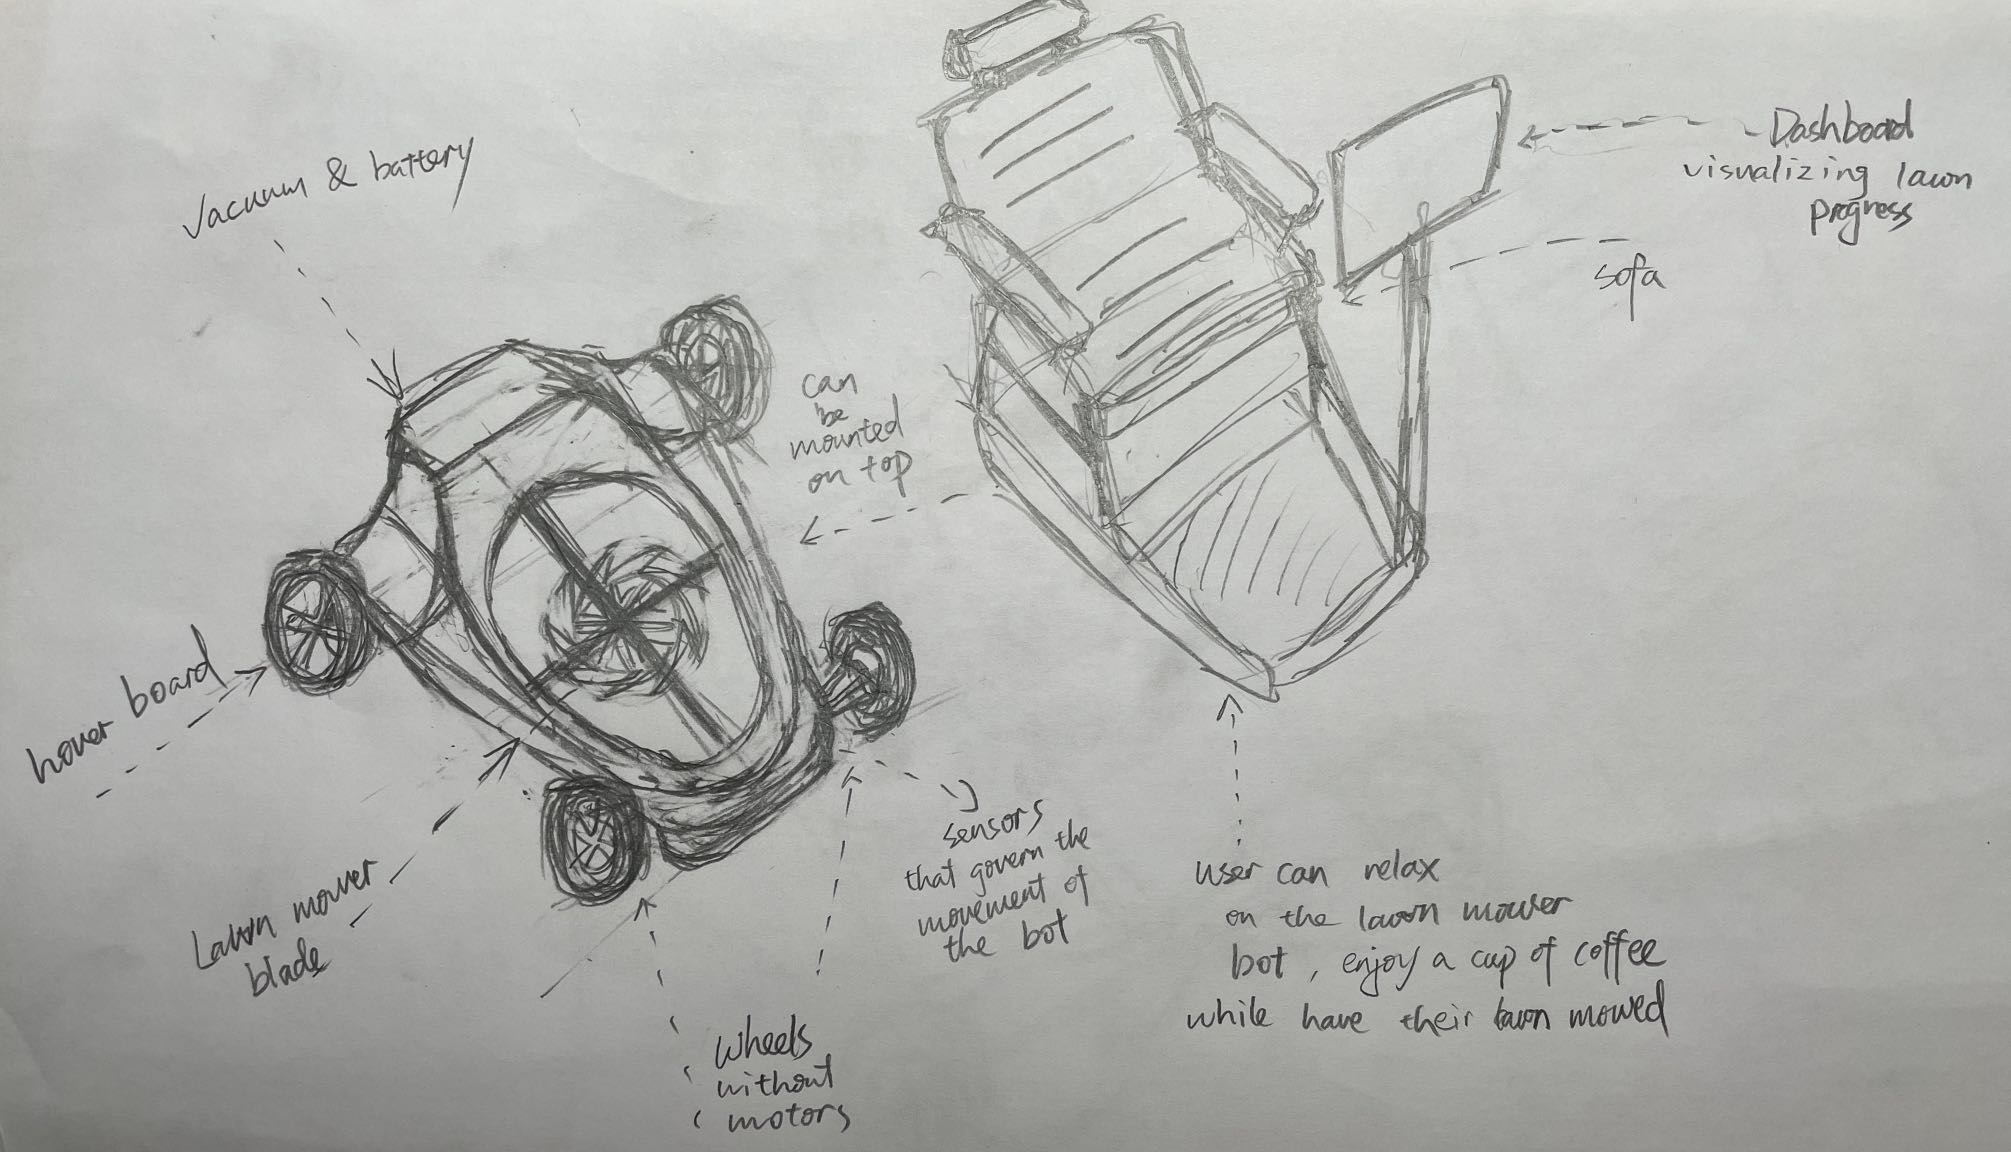 Vacuum & battery
Dashboard
visualizing lawn
progress
sofa
can
be
mounted
on top
hover board
Lawn mower
blade
sensors
that govern the
movement of
the bot
Wheels
without
motors
user can relax
on the lawn mower
bot, enjoy a cup of coffee
while have their lawn mowed